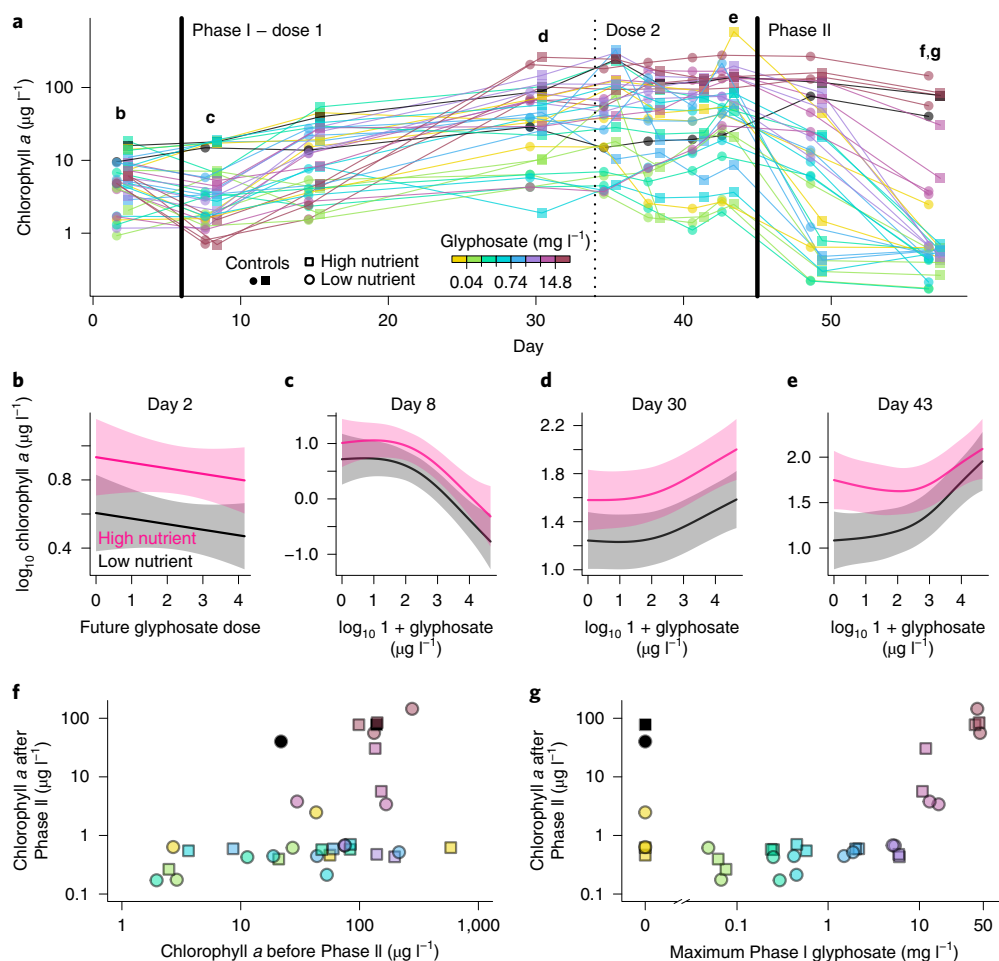 a
Phase I – dose 1
Dose 2
Phase II
b
c
d
e
f,g
Chlorophyll a (µg l⁻¹)
100
10
1
Controls
High nutrient
Low nutrient
Glyphosate (mg l⁻¹)
0.04 0.74 14.8
0 10 20 30 40 50
Day
b
Day 2
log₁₀ chlorophyll a (µg l⁻¹)
0.8
0.4
High nutrient
Low nutrient
0 1 2 3 4
Future glyphosate dose
c
Day 8
1.0
0.0
−1.0
0 1 2 3 4
log₁₀ 1 + glyphosate
(µg l⁻¹)
d
Day 30
2.2
1.8
1.4
1.0
0 1 2 3 4
log₁₀ 1 + glyphosate
(µg l⁻¹)
e
Day 43
2.0
1.5
1.0
0 1 2 3 4
log₁₀ 1 + glyphosate
(µg l⁻¹)
f
Chlorophyll a after
Phase II (µg l⁻¹)
100
10
1
0.1
1 10 100 1,000
Chlorophyll a before Phase II (µg l⁻¹)
g
Chlorophyll a after
Phase II (µg l⁻¹)
100
10
1
0.1
0 0.1 1 10 50
Maximum Phase I glyphosate (mg l⁻¹)